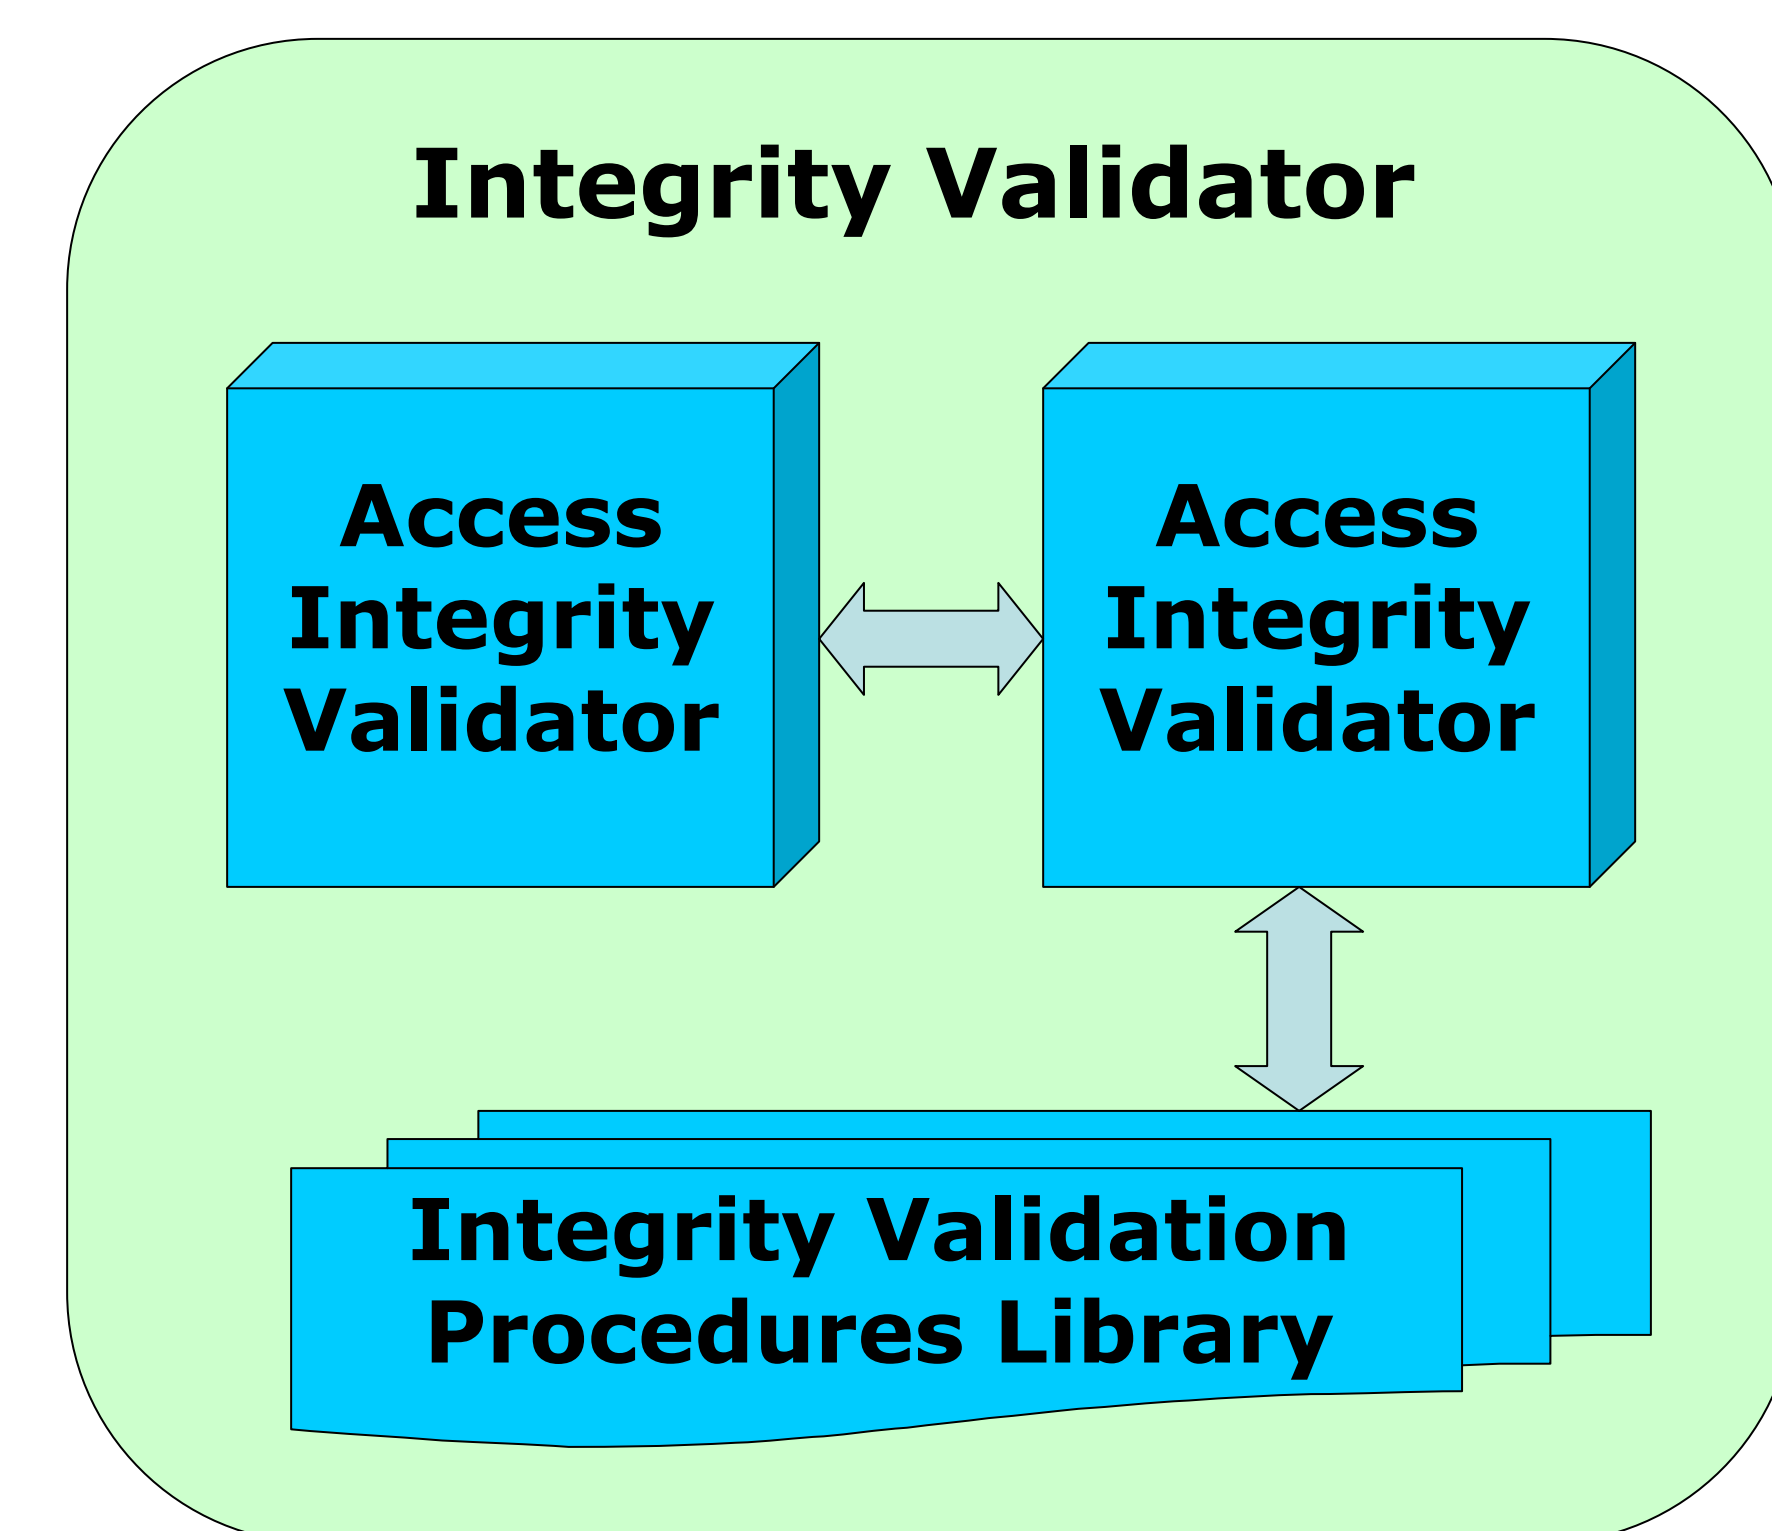 Integrity Validator
Access
Integrity
Validator
Access
Integrity
Validator
Integrity Validation
Procedures Library